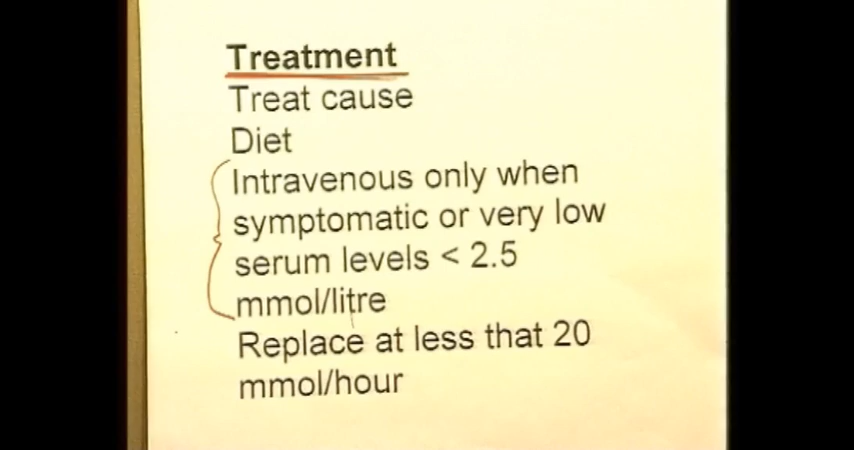 Treatment
Treat cause
Diet
Intravenous only when
symptomatic or very low
serum levels < 2.5
mmol/litre
Replace at less that 20
mmol/hour